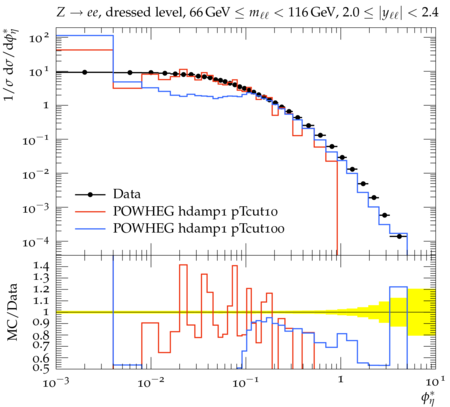 Z → ee, dressed level, 66 GeV ≤ mℓℓ < 116 GeV, 2.0 ≤ |yℓℓ| < 2.4
1/σ dσ/dϕ*η
10²
10¹
1
10⁻¹
10⁻²
10⁻³
10⁻⁴
Data
POWHEG hdamp1 pTcut10
POWHEG hdamp1 pTcut100
MC/Data
1.4
1.3
1.2
1.1
1
0.9
0.8
0.7
0.6
0.5
10⁻³ 10⁻² 10⁻¹ 1 10¹
ϕ*η